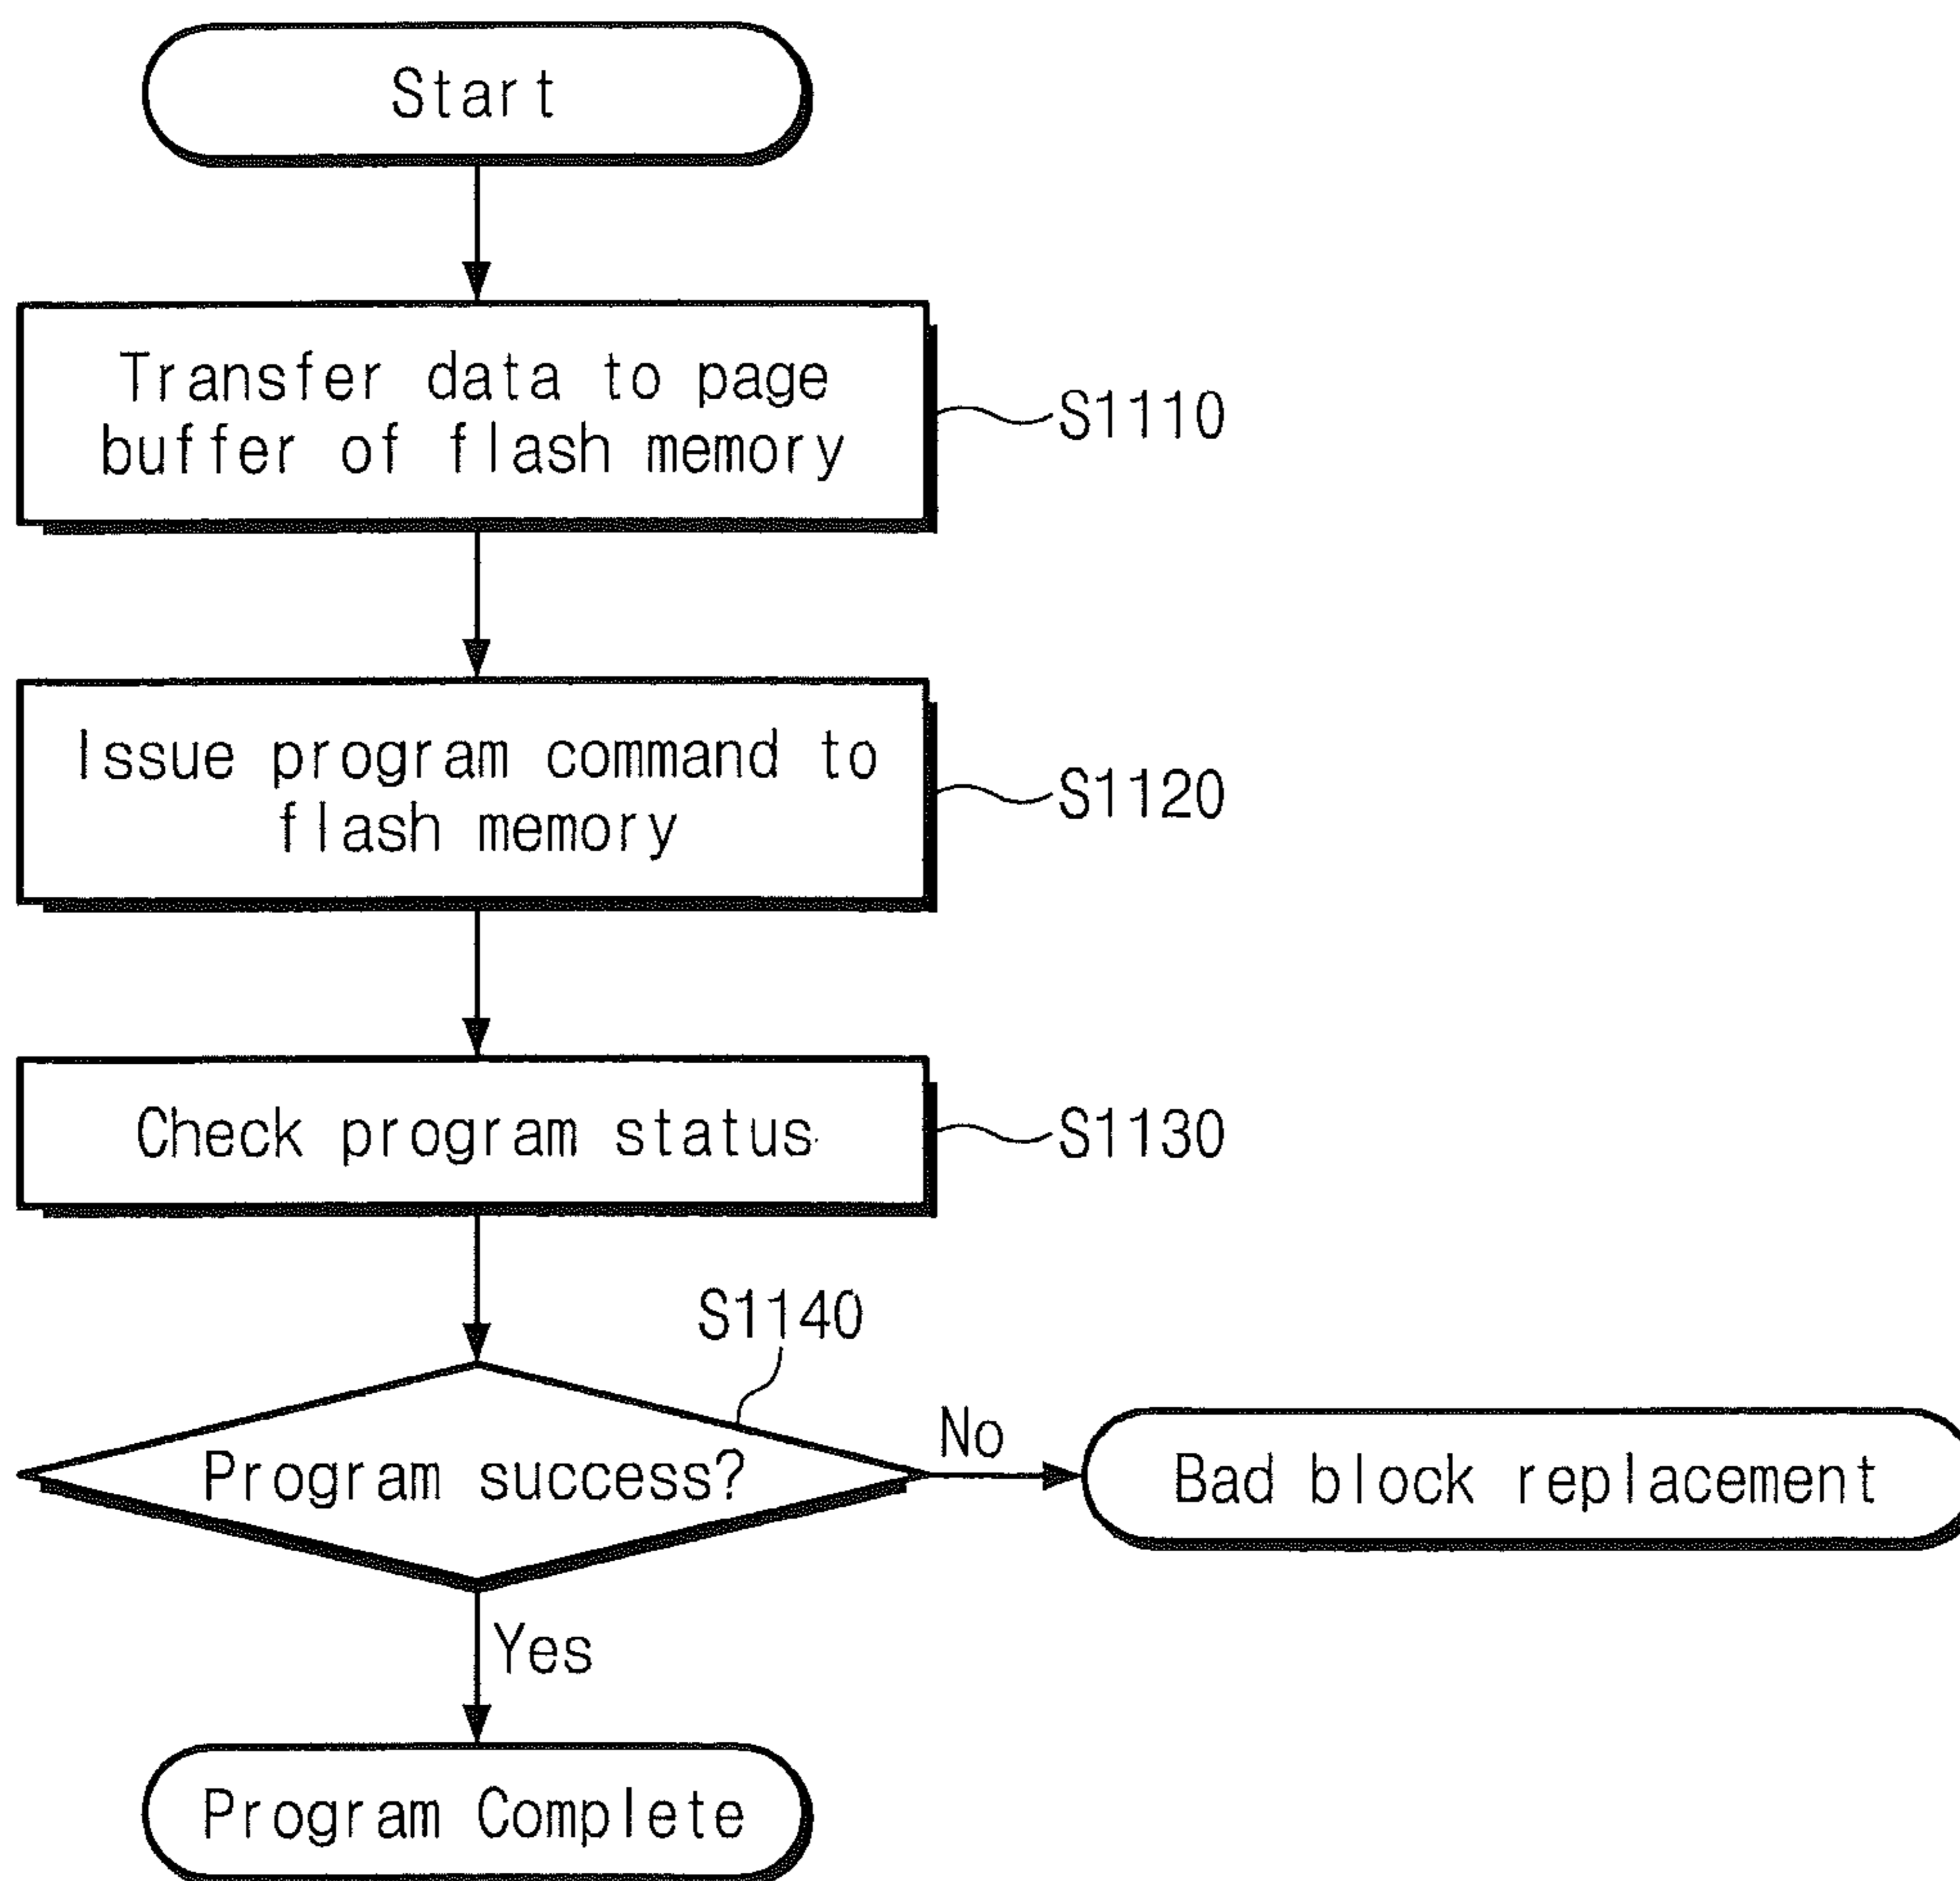 Start
Transfer data to page
buffer of flash memory
S1110
Issue program command to
flash memory
S1120
Check program status
S1130
S1140
Program success?
No
Bad block replacement
Yes
Program Complete